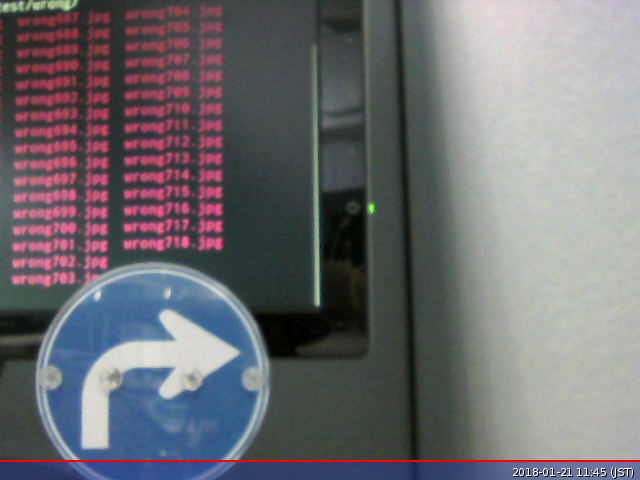 test/wrong)
wrong687.jpg wrong704.jpg
wrong688.jpg wrong705.jpg
wrong689.jpg wrong706.jpg
wrong690.jpg wrong707.jpg
wrong691.jpg wrong708.jpg
wrong692.jpg wrong709.jpg
wrong693.jpg wrong710.jpg
wrong694.jpg wrong711.jpg
wrong695.jpg wrong712.jpg
wrong696.jpg wrong713.jpg
wrong697.jpg wrong714.jpg
wrong698.jpg wrong715.jpg
wrong699.jpg wrong716.jpg
wrong700.jpg wrong717.jpg
wrong701.jpg wrong718.jpg
wrong702.jpg
wrong703.jpg
2018-01-21 11:45 (JST)